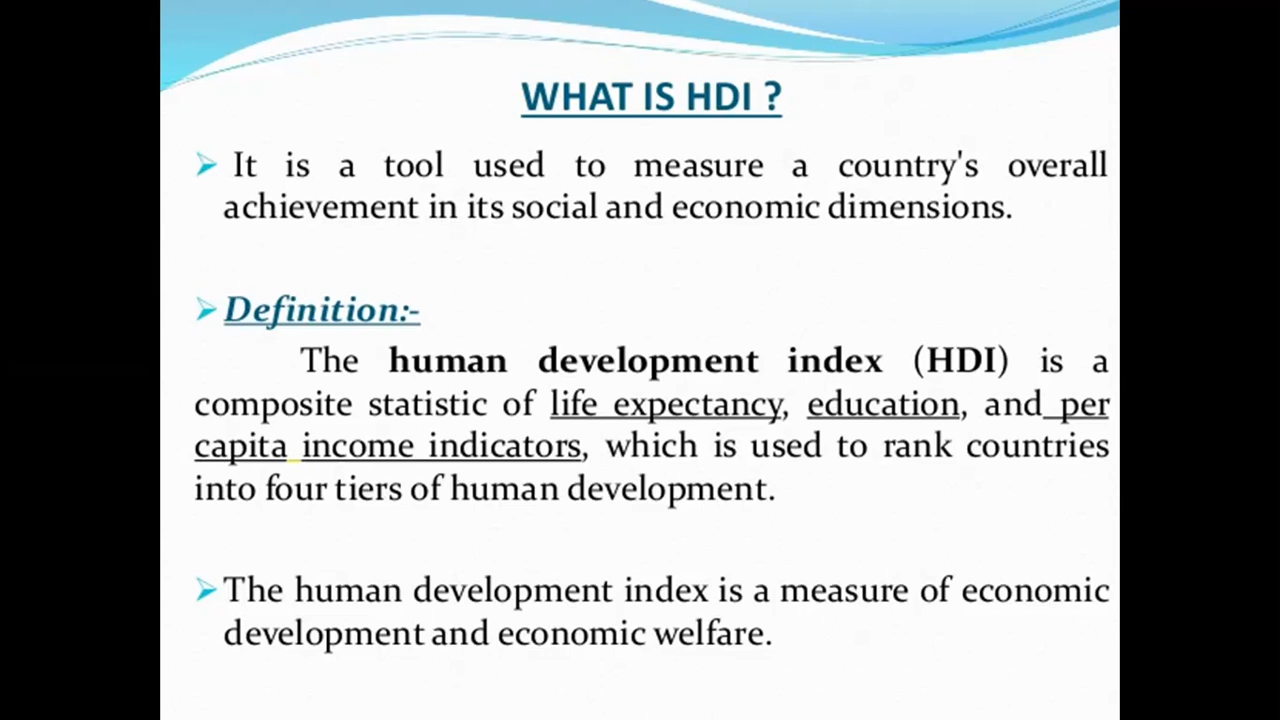 WHAT IS HDI ?
It is a tool used to measure a country's overall
achievement in its social and economic dimensions.
Definition:-
The human development index (HDI) is a
composite statistic of life expectancy, education, and per
capita income indicators, which is used to rank countries
into four tiers of human development.
The human development index is a measure of economic
development and economic welfare.